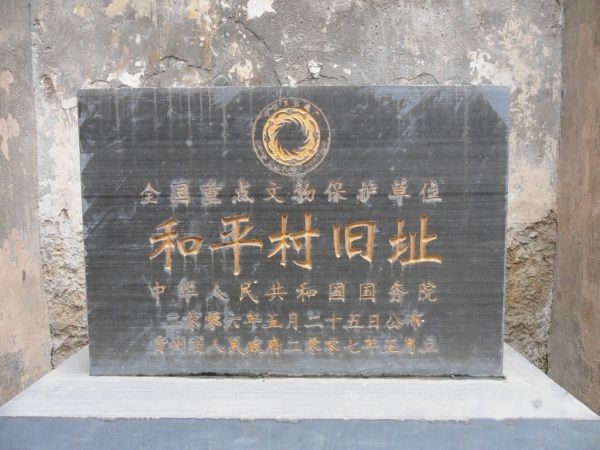 全国重点文物保护单位
和平村旧址
中华人民共和国国务院
二零零六年五月二十五日公布
贵州省人民政府二零零七年五月立